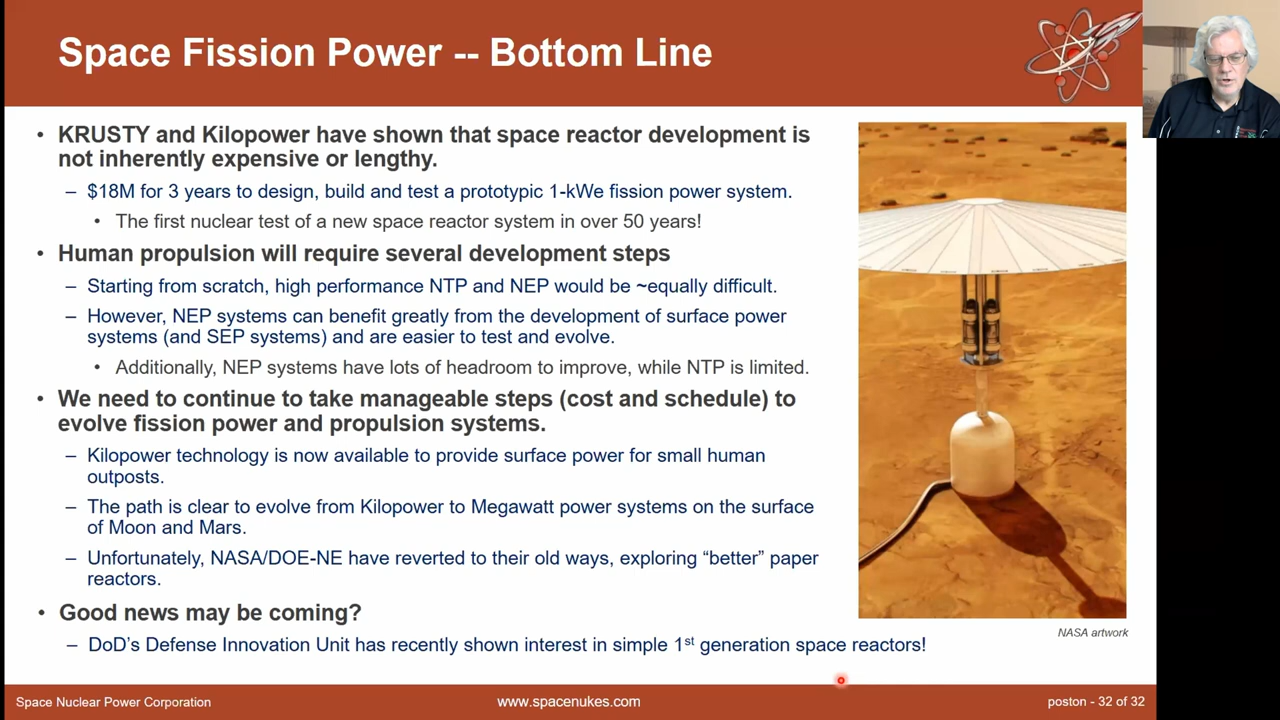 Space Fission Power -- Bottom Line
• KRUSTY and Kilopower have shown that space reactor development is
not inherently expensive or lengthy.
– $18M for 3 years to design, build and test a prototypic 1-kWe fission power system.
• The first nuclear test of a new space reactor system in over 50 years!
• Human propulsion will require several development steps
– Starting from scratch, high performance NTP and NEP would be ~equally difficult.
– However, NEP systems can benefit greatly from the development of surface power
systems (and SEP systems) and are easier to test and evolve.
• Additionally, NEP systems have lots of headroom to improve, while NTP is limited.
• We need to continue to take manageable steps (cost and schedule) to
evolve fission power and propulsion systems.
– Kilopower technology is now available to provide surface power for small human
outposts.
– The path is clear to evolve from Kilopower to Megawatt power systems on the surface
of Moon and Mars.
– Unfortunately, NASA/DOE-NE have reverted to their old ways, exploring “better” paper
reactors.
• Good news may be coming?
– DoD’s Defense Innovation Unit has recently shown interest in simple 1st generation space reactors!
NASA artwork
Space Nuclear Power Corporation
www.spacenukes.com
poston - 32 of 32